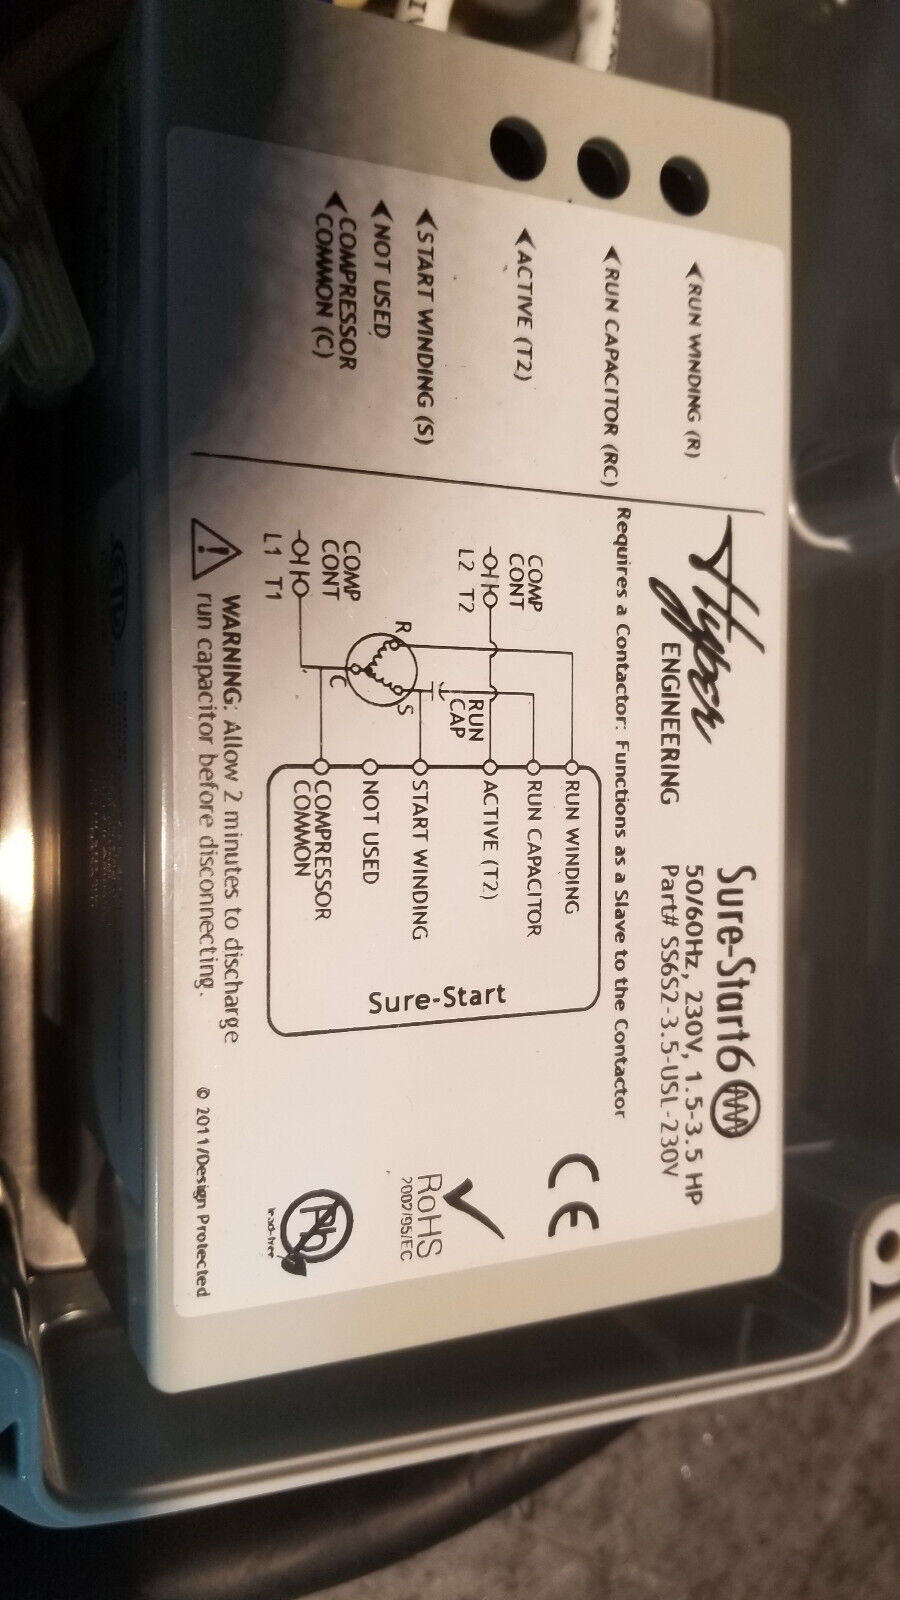 Hyper
ENGINEERING
Sure-Start6
50/60Hz, 230V, 1.5-3.5 HP
Part# SS6S2-3.5-USL-230V
Requires a Contactor: Functions as a Slave to the Contactor
RUN WINDING (R)
RUN CAPACITOR (RC)
ACTIVE (T2)
START WINDING (S)
NOT USED
COMPRESSOR
COMMON (C)
COMP
CONT
L2 T2
COMP
CONT
L1 T1
R
C
S
RUN
CAP
RUN WINDING
RUN CAPACITOR
ACTIVE (T2)
START WINDING
NOT USED
COMPRESSOR
COMMON
Sure-Start
CE
RoHS
2002/95/EC
Pb
lead-free
WARNING: Allow 2 minutes to discharge
run capacitor before disconnecting.
© 2011/Design Protected